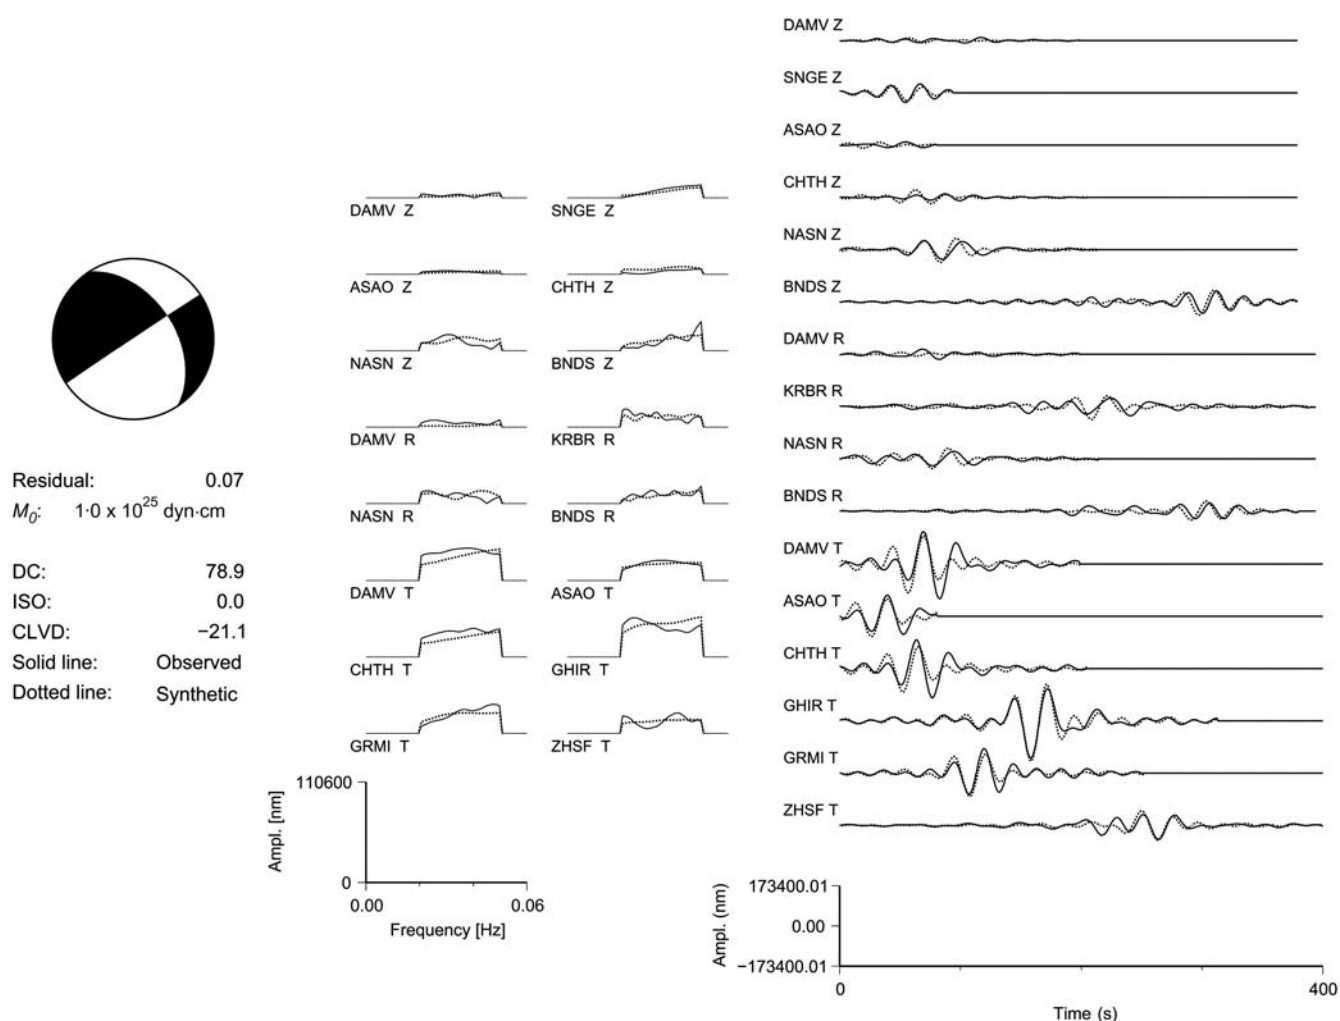 DAMV Z
SNGE Z
ASAO Z
CHTH Z
NASN Z
BNDS Z
DAMV R
KRBR R
NASN R
BNDS R
DAMV T
ASAO T
CHTH T
GHIR T
GRMI T
ZHSF T
173400.01
0.00
−173400.01
Ampl. (nm)
0 400
Time (s)
DAMV Z SNGE Z
ASAO Z CHTH Z
NASN Z BNDS Z
DAMV R KRBR R
NASN R BNDS R
DAMV T ASAO T
CHTH T GHIR T
GRMI T ZHSF T
110600
0
Ampl. [nm]
0.00 0.06
Frequency [Hz]
Residual: 0.07
M₀: 1·0 x 10²⁵ dyn·cm
DC: 78.9
ISO: 0.0
CLVD: −21.1
Solid line: Observed
Dotted line: Synthetic